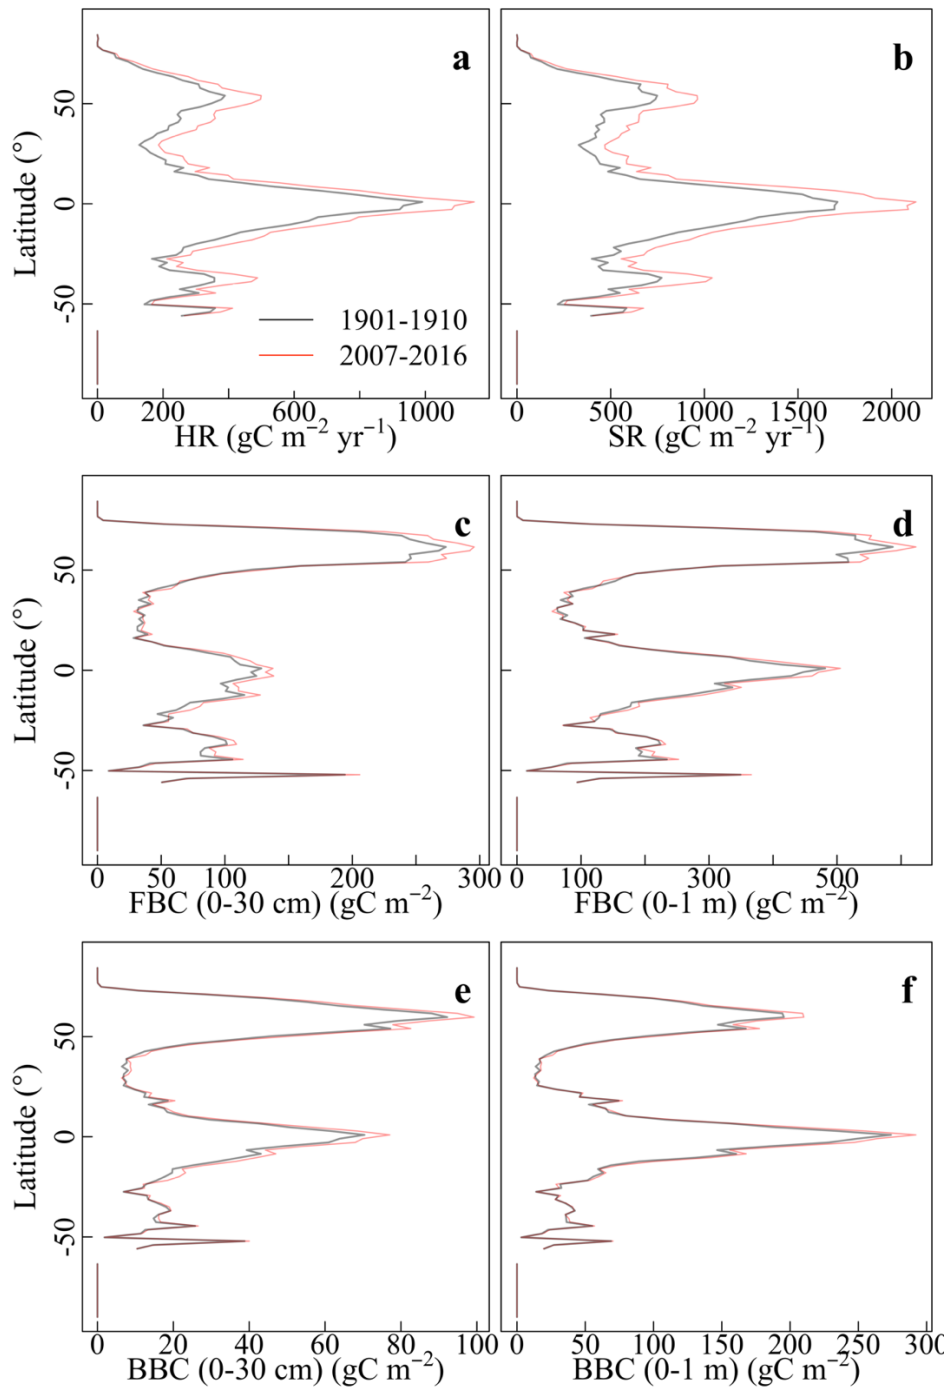 a
b
Latitude (°)
50
0
-50
1901-1910
2007-2016
0
200
600
1000
HR (gC m⁻² yr⁻¹)
0
500
1000
1500
2000
SR (gC m⁻² yr⁻¹)
c
d
Latitude (°)
50
0
-50
0
50
100
200
300
FBC (0-30 cm) (gC m⁻²)
0
100
300
500
FBC (0-1 m) (gC m⁻²)
e
f
Latitude (°)
50
0
-50
0
20
40
60
80
100
BBC (0-30 cm) (gC m⁻²)
0
50
100
150
200
250
300
BBC (0-1 m) (gC m⁻²)